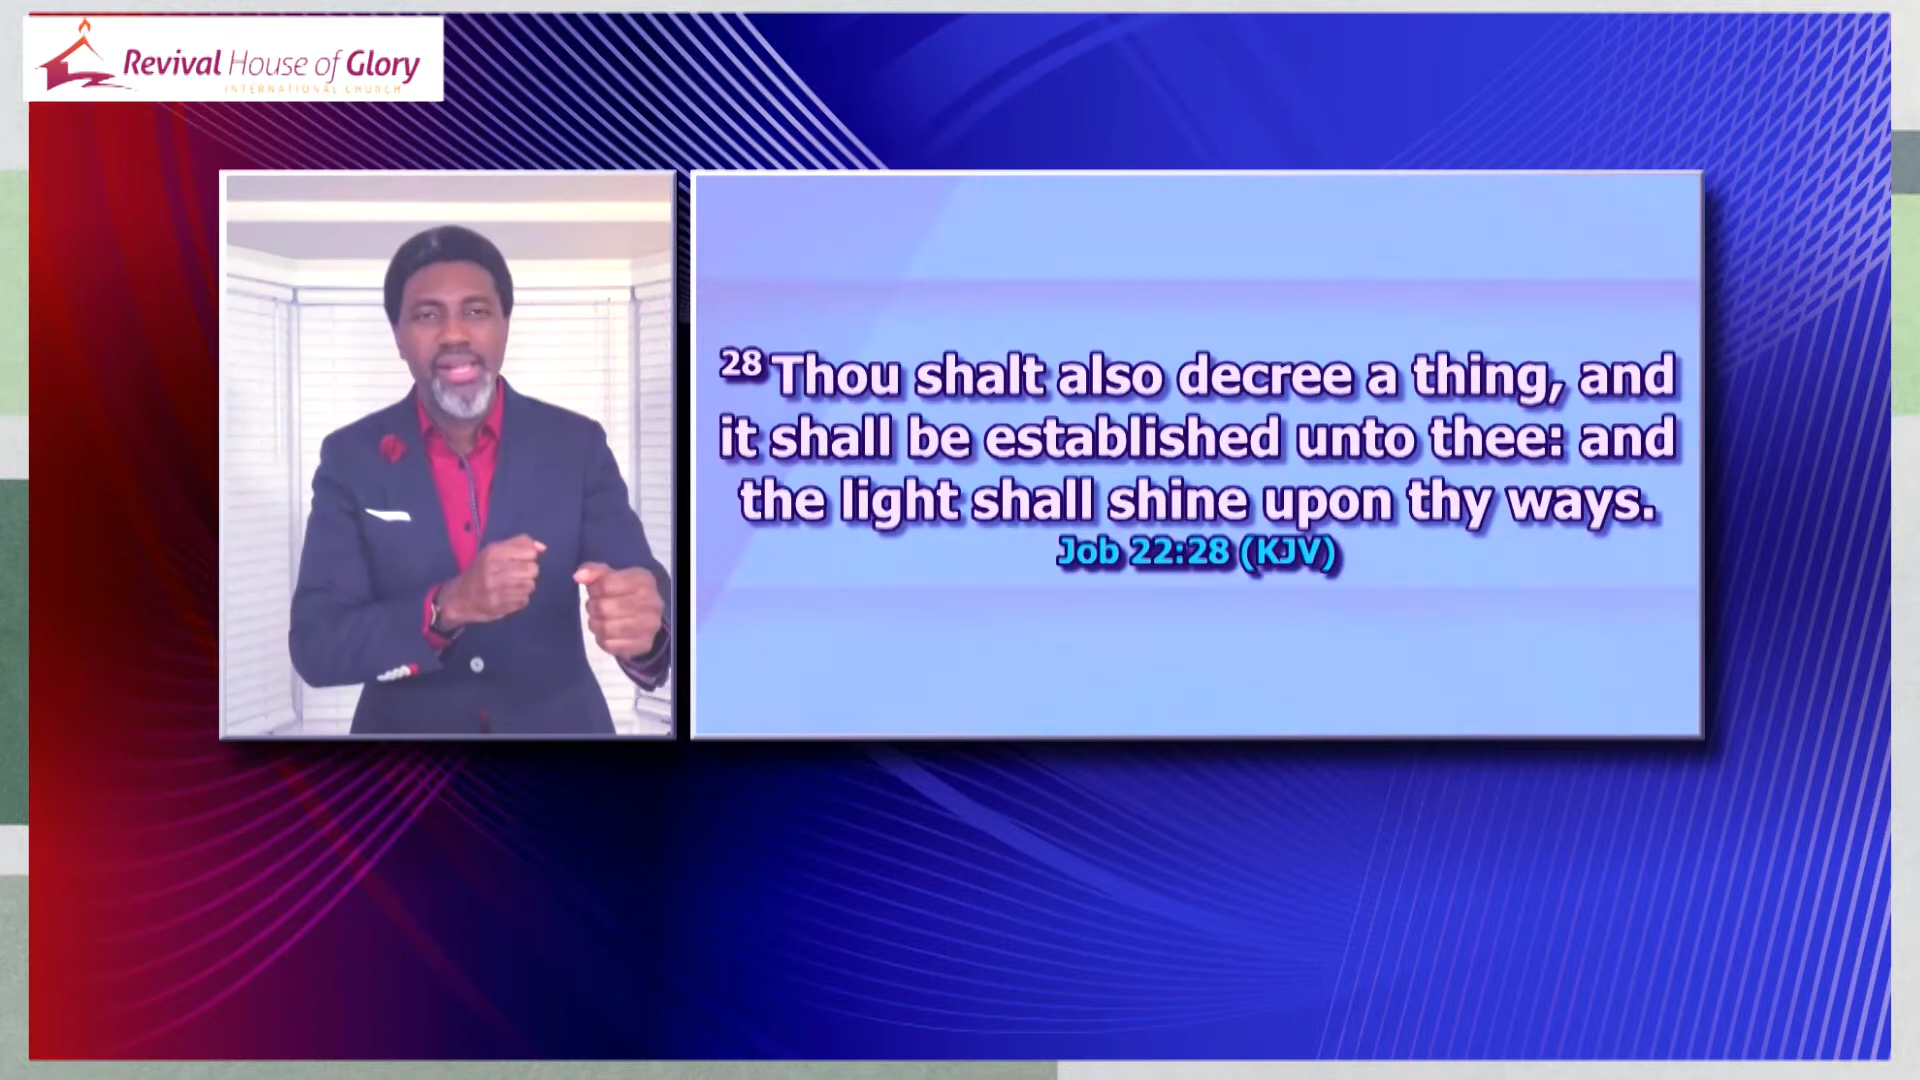 Revival House of Glory
INTERNATIONAL CHURCH
28 Thou shalt also decree a thing, and
it shall be established unto thee: and
the light shall shine upon thy ways.
Job 22:28 (KJV)